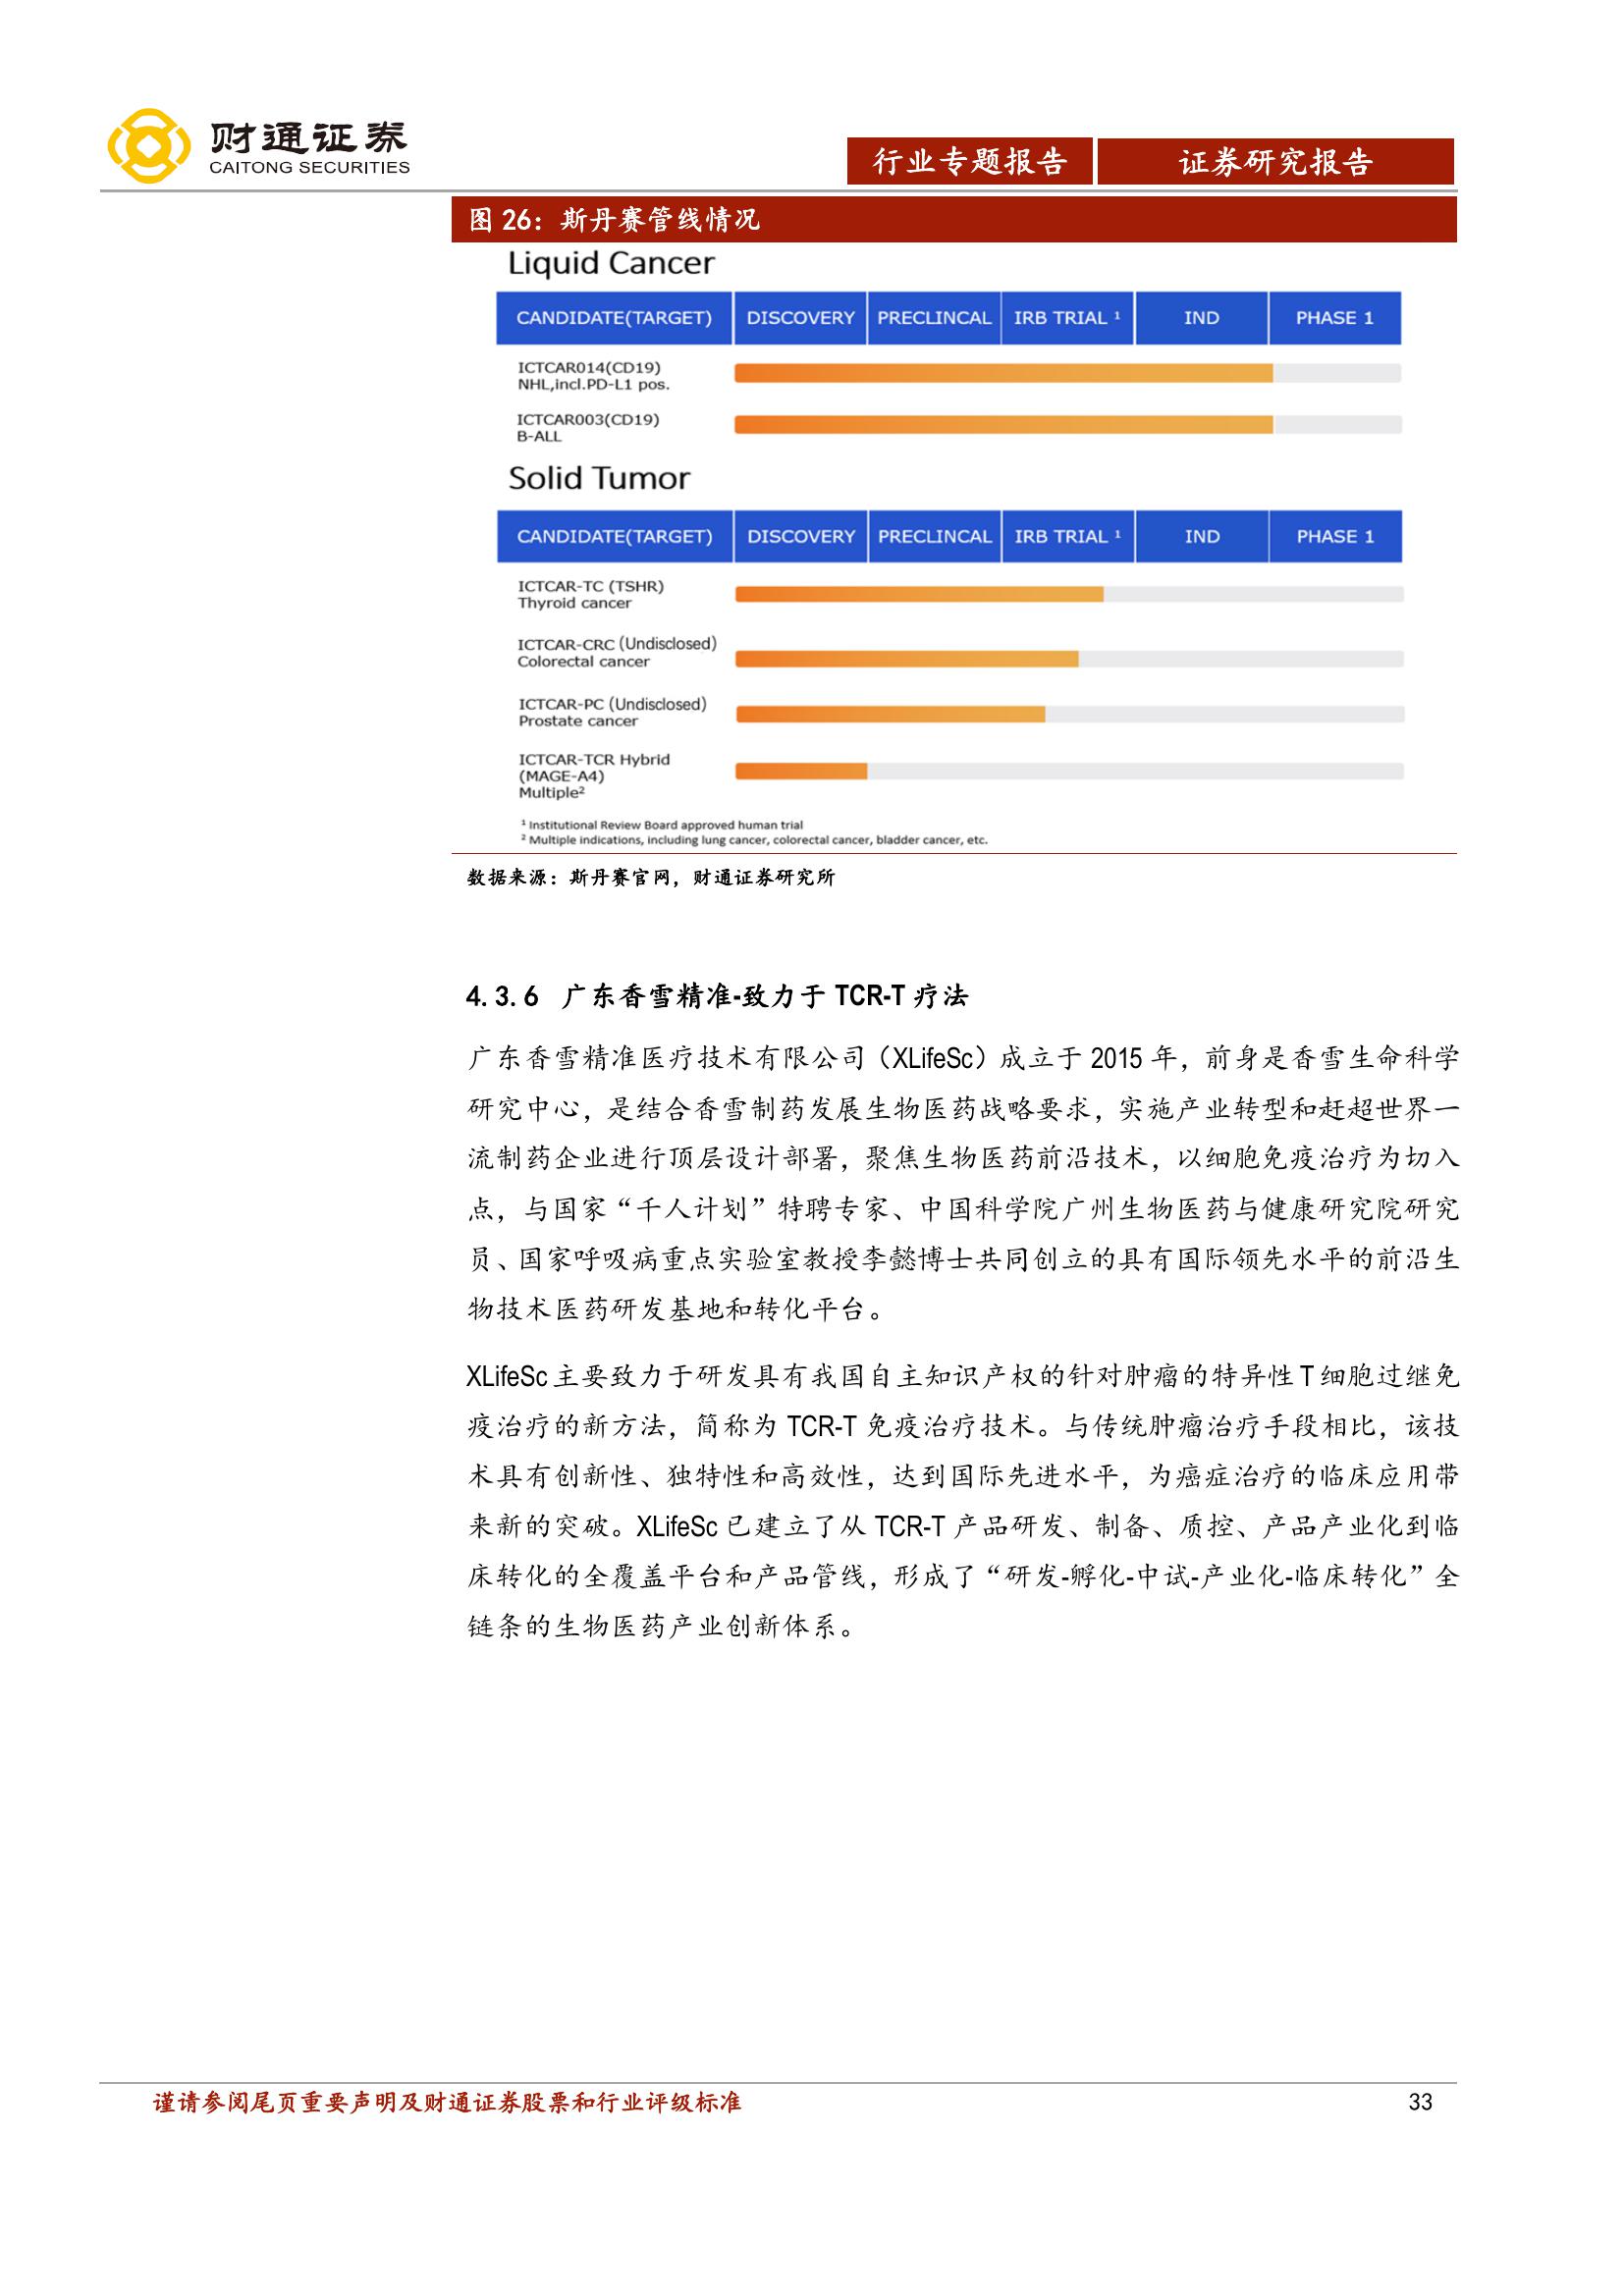 财通证券
CAITONG SECURITIES
行业专题报告 证券研究报告
图 26：斯丹赛管线情况
Liquid Cancer
CANDIDATE(TARGET) DISCOVERY PRECLINCAL IRB TRIAL ¹ IND PHASE 1
ICTCAR014(CD19)
NHL,incl.PD-L1 pos.
ICTCAR003(CD19)
B-ALL
Solid Tumor
CANDIDATE(TARGET) DISCOVERY PRECLINCAL IRB TRIAL ¹ IND PHASE 1
ICTCAR-TC (TSHR)
Thyroid cancer
ICTCAR-CRC (Undisclosed)
Colorectal cancer
ICTCAR-PC (Undisclosed)
Prostate cancer
ICTCAR-TCR Hybrid
(MAGE-A4)
Multiple²
¹ Institutional Review Board approved human trial
² Multiple indications, including lung cancer, colorectal cancer, bladder cancer, etc.
数据来源：斯丹赛官网，财通证券研究所
4.3.6 广东香雪精准-致力于 TCR-T 疗法
广东香雪精准医疗技术有限公司（XLifeSc）成立于 2015 年，前身是香雪生命科学
研究中心，是结合香雪制药发展生物医药战略要求，实施产业转型和赶超世界一
流制药企业进行顶层设计部署，聚焦生物医药前沿技术，以细胞免疫治疗为切入
点，与国家“千人计划”特聘专家、中国科学院广州生物医药与健康研究院研究
员、国家呼吸病重点实验室教授李懿博士共同创立的具有国际领先水平的前沿生
物技术医药研发基地和转化平台。
XLifeSc 主要致力于研发具有我国自主知识产权的针对肿瘤的特异性 T 细胞过继免
疫治疗的新方法，简称为 TCR-T 免疫治疗技术。与传统肿瘤治疗手段相比，该技
术具有创新性、独特性和高效性，达到国际先进水平，为癌症治疗的临床应用带
来新的突破。XLifeSc 已建立了从 TCR-T 产品研发、制备、质控、产品产业化到临
床转化的全覆盖平台和产品管线，形成了“研发-孵化-中试-产业化-临床转化”全
链条的生物医药产业创新体系。
谨请参阅尾页重要声明及财通证券股票和行业评级标准 33